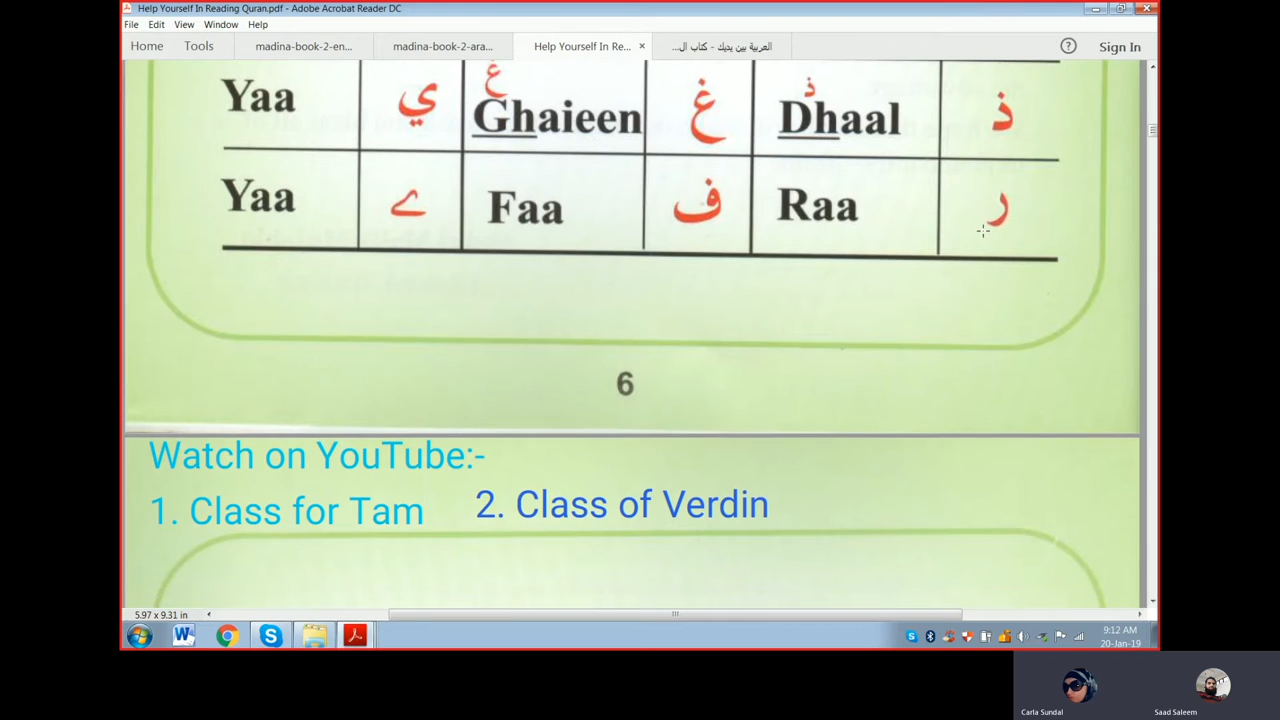 Help Yourself In Reading Quran.pdf - Adobe Acrobat Reader DC
File Edit View Window Help
Home Tools madina-book-2-en... madina-book-2-ara... Help Yourself In Re... × العربية بين يديك - كتاب ال... ? Sign In
Yaa ي Ghaieen غ Dhaal ذ
غ ذ
Yaa ے Faa ف Raa ر
6
Watch on YouTube:-
1. Class for Tam 2. Class of Verdin
5.97 x 9.31 in
9:12 AM
20-Jan-19
Carla Sundal Saad Saleem